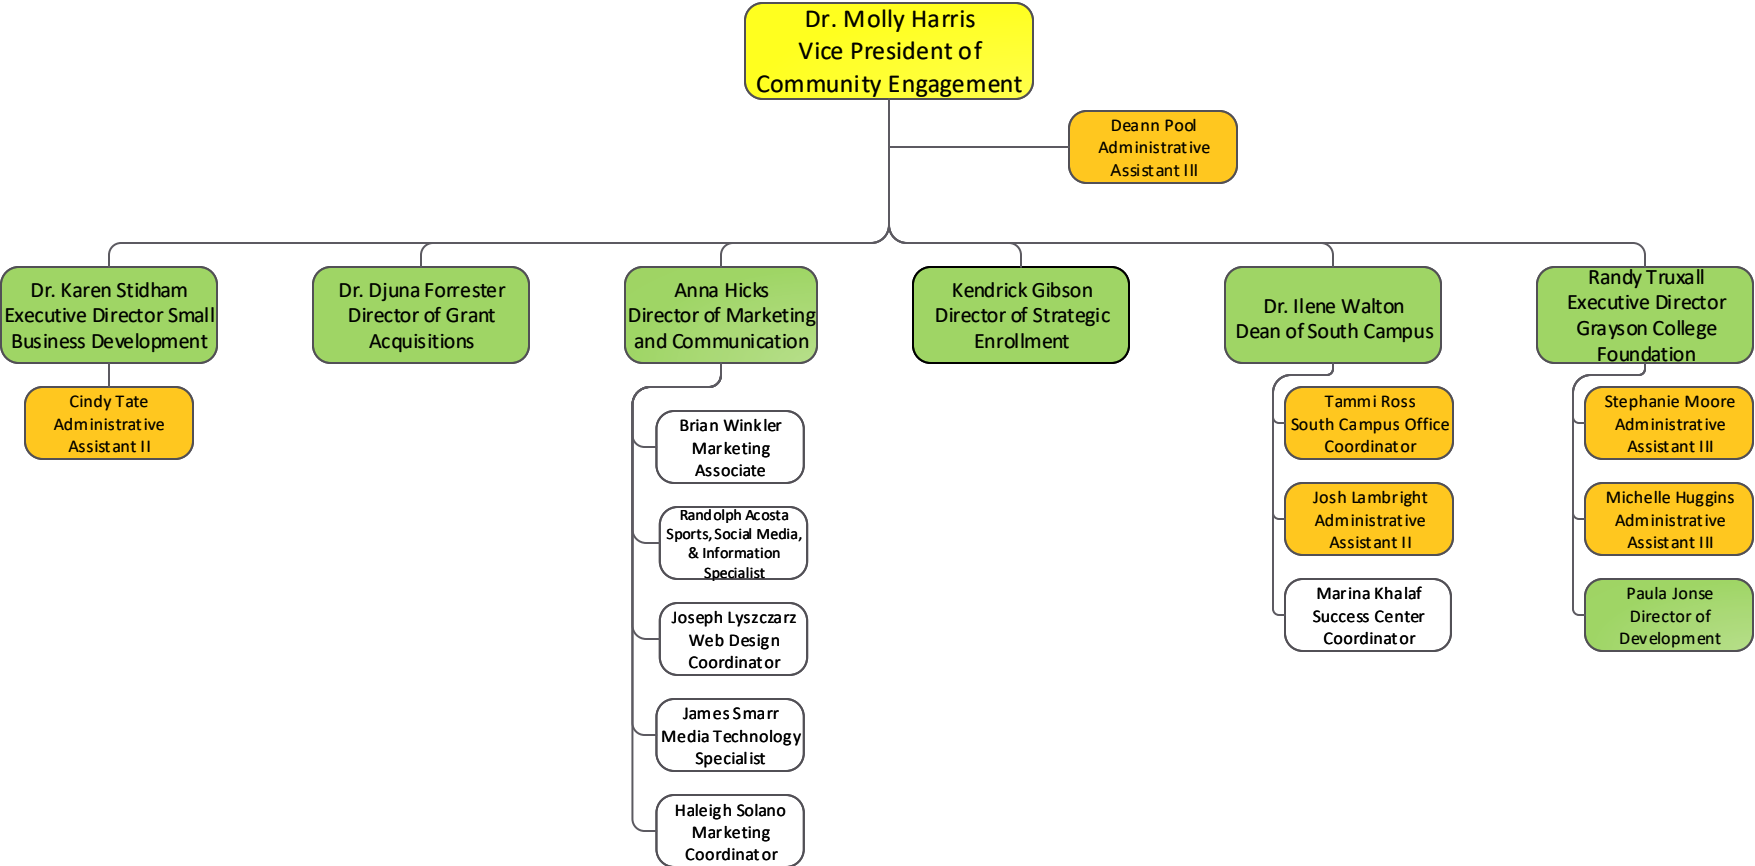 Dr. Molly Harris
Vice President of
Community Engagement
Deann Pool
Administrative
Assistant III
Dr. Karen Stidham
Executive Director Small
Business Development
Cindy Tate
Administrative
Assistant II
Dr. Djuna Forrester
Director of Grant
Acquisitions
Anna Hicks
Director of Marketing
and Communication
Brian Winkler
Marketing
Associate
Randolph Acosta
Sports, Social Media,
& Information
Specialist
Joseph Lyszczarz
Web Design
Coordinator
James Smarr
Media Technology
Specialist
Haleigh Solano
Marketing
Coordinator
Kendrick Gibson
Director of Strategic
Enrollment
Dr. Ilene Walton
Dean of South Campus
Tammi Ross
South Campus Office
Coordinator
Josh Lambright
Administrative
Assistant II
Marina Khalaf
Success Center
Coordinator
Randy Truxall
Executive Director
Grayson College
Foundation
Stephanie Moore
Administrative
Assistant III
Michelle Huggins
Administrative
Assistant III
Paula Jonse
Director of
Development